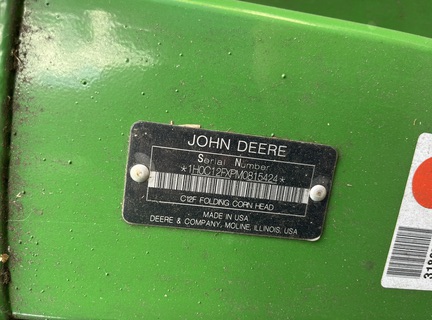 JOHN DEERE
Serial Number
*1H0C12FXPM0815424*
C12F FOLDING CORN HEAD
MADE IN USA
DEERE & COMPANY, MOLINE, ILLINOIS, USA